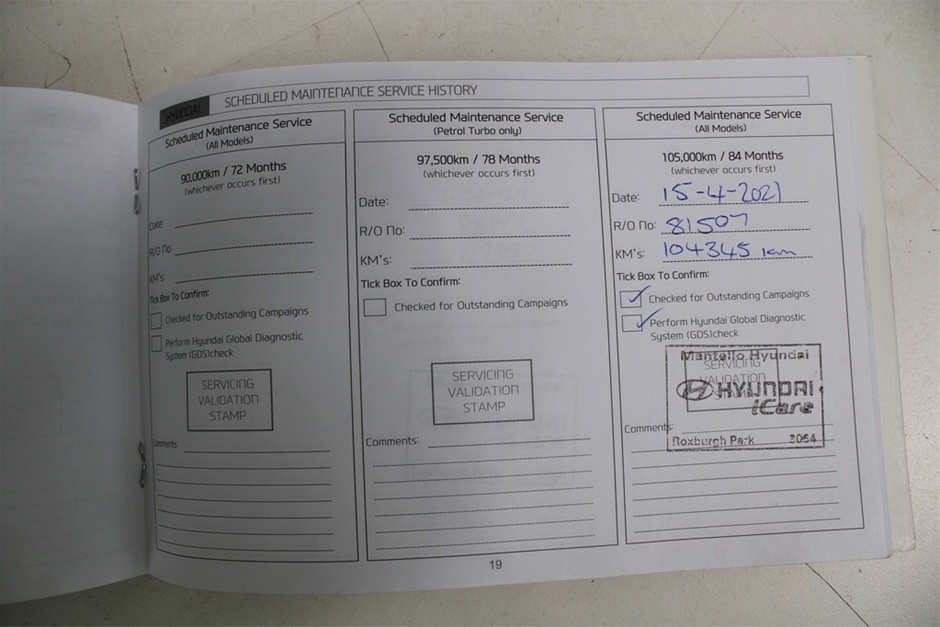 HYUNDAI
SCHEDULED MAINTENANCE SERVICE HISTORY
Scheduled Maintenance Service
(All Models)
90,000km / 72 Months
(whichever occurs first)
Date:
R/O No:
KM's:
Tick Box To Confirm:
Checked for Outstanding Campaigns
Perform Hyundai Global Diagnostic
System (GDS)check
SERVICING
VALIDATION
STAMP
Comments:
Scheduled Maintenance Service
(Petrol Turbo only)
97,500km / 78 Months
(whichever occurs first)
Date:
R/O No:
KM's:
Tick Box To Confirm:
Checked for Outstanding Campaigns
SERVICING
VALIDATION
STAMP
Comments:
Scheduled Maintenance Service
(All Models)
105,000km / 84 Months
(whichever occurs first)
Date: 15-4-2021
R/O No: 81507
KM's: 104345 km
Tick Box To Confirm:
Checked for Outstanding Campaigns
Perform Hyundai Global Diagnostic
System (GDS)check
Mantello Hyundai
SERVICING
VALIDATION
STAMP
HYUNDAI
iCare
Comments:
Roxburgh Park 3064
19